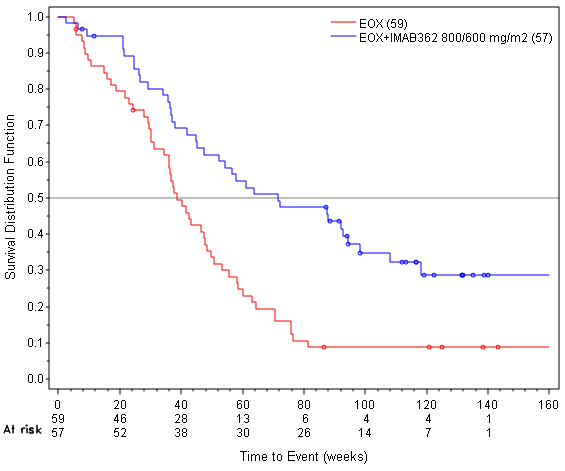 1.0
EOX (59)
EOX+IMAB362 800/600 mg/m2 (57)
0.9
0.8
0.7
0.6
0.5
0.4
0.3
0.2
0.1
0.0
Survival Distribution Function
0 20 40 60 80 100 120 140 160
59 46 28 13 6 4 4 1
At risk
57 52 38 30 26 14 7 1
Time to Event (weeks)